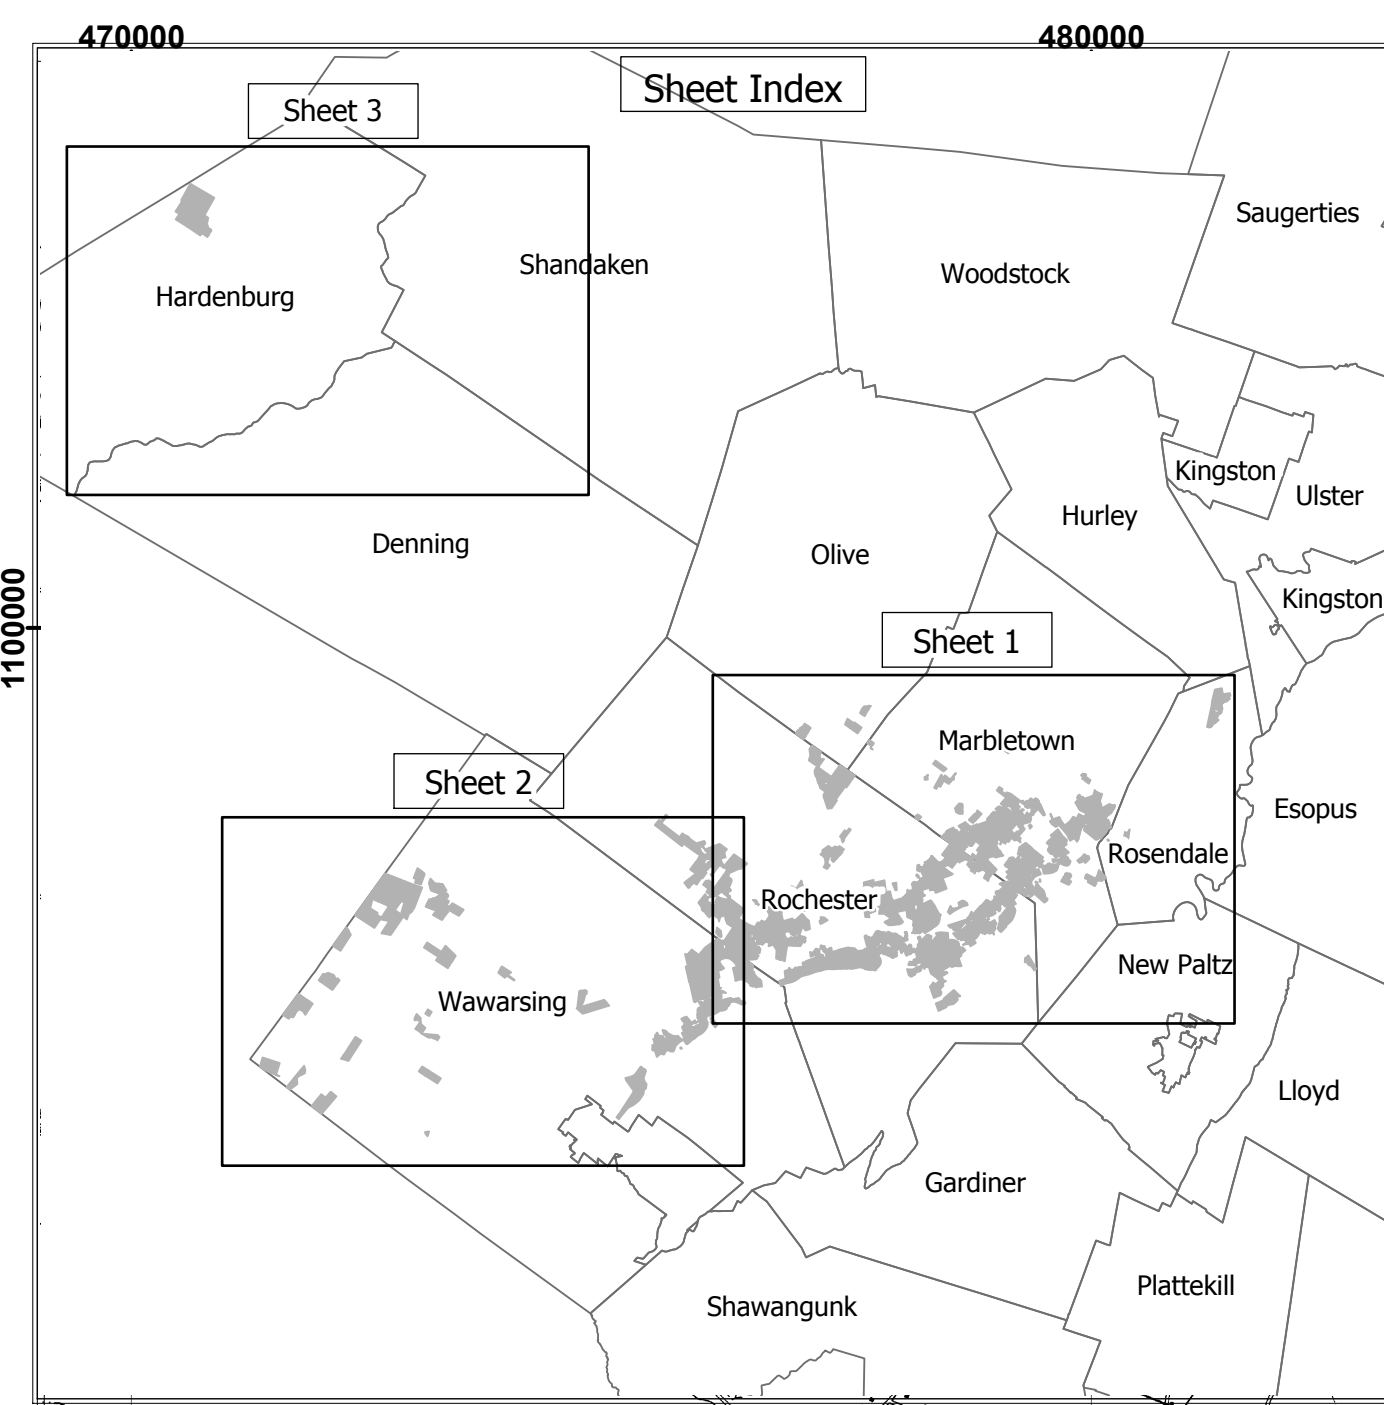 470000
480000
Sheet Index
Sheet 3
Saugerties
Shandaken
Woodstock
Hardenburg
Kingston
Ulster
Hurley
Denning
Olive
1100000
Kingston
Sheet 1
Marbletown
Sheet 2
Esopus
Rosendale
Rochester
New Paltz
Wawarsing
Lloyd
Gardiner
Plattekill
Shawangunk